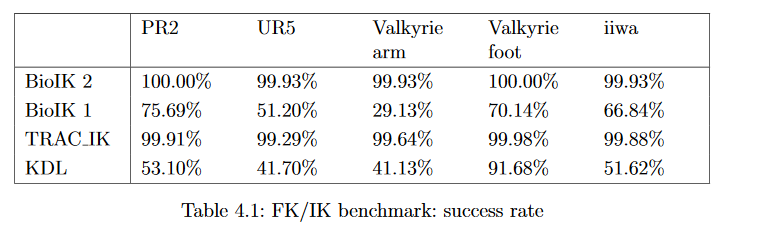 PR2 UR5 Valkyrie arm Valkyrie foot iiwa
BioIK 2 100.00% 99.93% 99.93% 100.00% 99.93%
BioIK 1 75.69% 51.20% 29.13% 70.14% 66.84%
TRAC_IK 99.91% 99.29% 99.64% 99.98% 99.88%
KDL 53.10% 41.70% 41.13% 91.68% 51.62%
Table 4.1: FK/IK benchmark: success rate